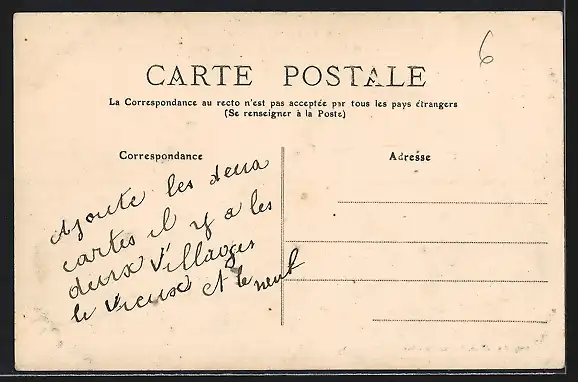 6
CARTE POSTALE
La Correspondance au recto n'est pas acceptée par tous les pays étrangers
(Se renseigner à la Poste)
Correspondance
Adresse
Ajoute les deux
cartes il y a les
deux Villages
le Vieux et le neuf